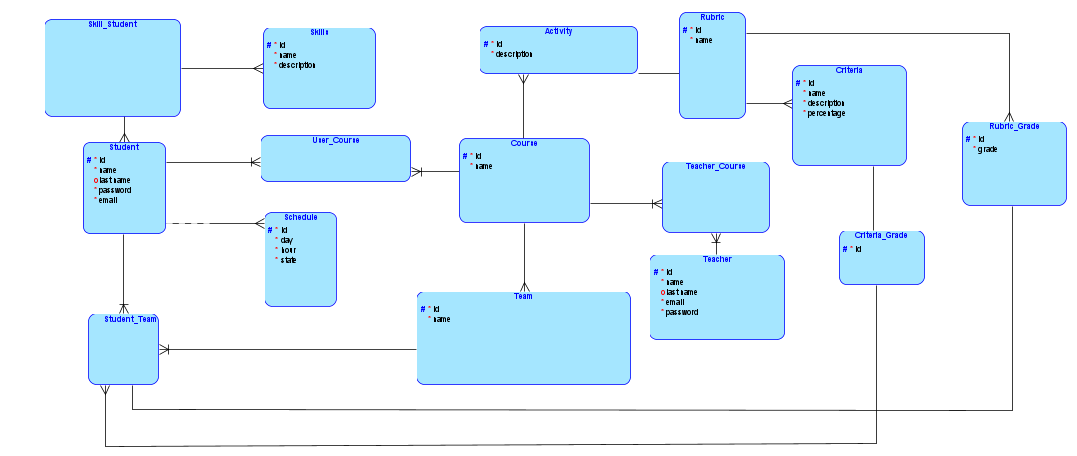 Skill_Student
Skills
# * id
* name
* description
Activity
# * id
* description
Rubric
# * id
* name
Criteria
# * id
* name
* description
* percentage
Rubric_Grade
# * id
* grade
Student
# * id
* name
o last name
* password
* email
User_Course
Course
# * id
* name
Teacher_Course
Schedule
# * id
* day
* hour
* state
Criteria_Grade
# * id
Teacher
# * id
* name
o last name
* email
* password
Team
# * id
* name
Student_Team